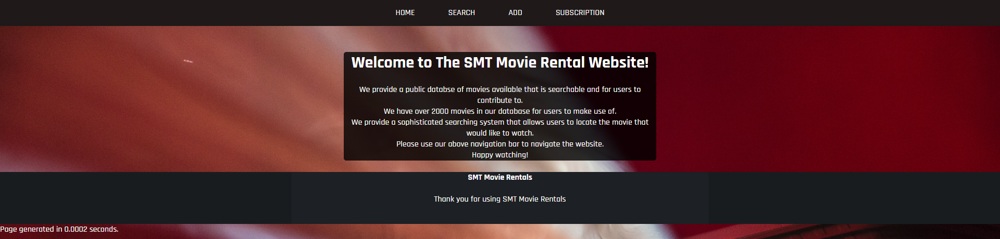 HOME SEARCH ADD SUBSCRIPTION
Welcome to The SMT Movie Rental Website!
We provide a public databse of movies available that is searchable and for users to
contribute to.
We have over 2000 movies in our database for users to make use of.
We provide a sophisticated searching system that allows users to locate the movie that
would like to watch.
Please use our above navigation bar to navigate the website.
Happy watching!
SMT Movie Rentals
Thank you for using SMT Movie Rentals
Page generated in 0.0002 seconds.